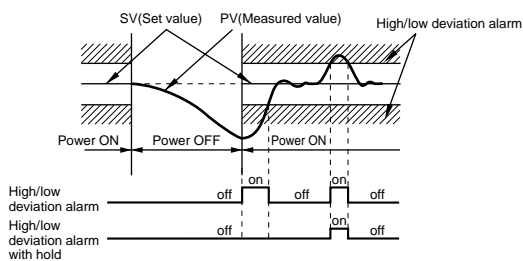 SV(Set value) PV(Measured value)
High/low deviation alarm
Power ON Power OFF Power ON
High/low
deviation alarm
off on off on off
High/low
deviation alarm
with hold
off on off